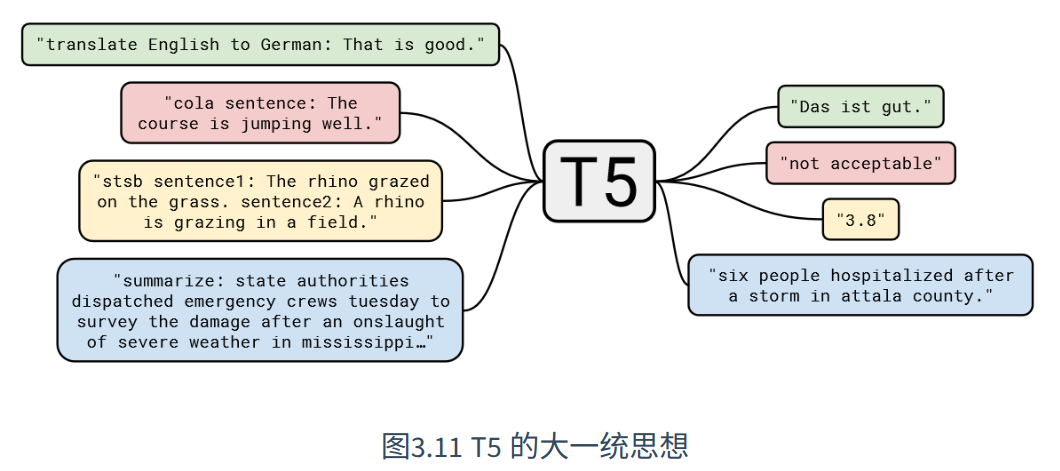 "translate English to German: That is good."
"cola sentence: The
course is jumping well."
"stsb sentence1: The rhino grazed
on the grass. sentence2: A rhino
is grazing in a field."
"summarize: state authorities
dispatched emergency crews tuesday to
survey the damage after an onslaught
of severe weather in mississippi…"
T5
"Das ist gut."
"not acceptable"
"3.8"
"six people hospitalized after
a storm in attala county."
图3.11 T5 的大一统思想